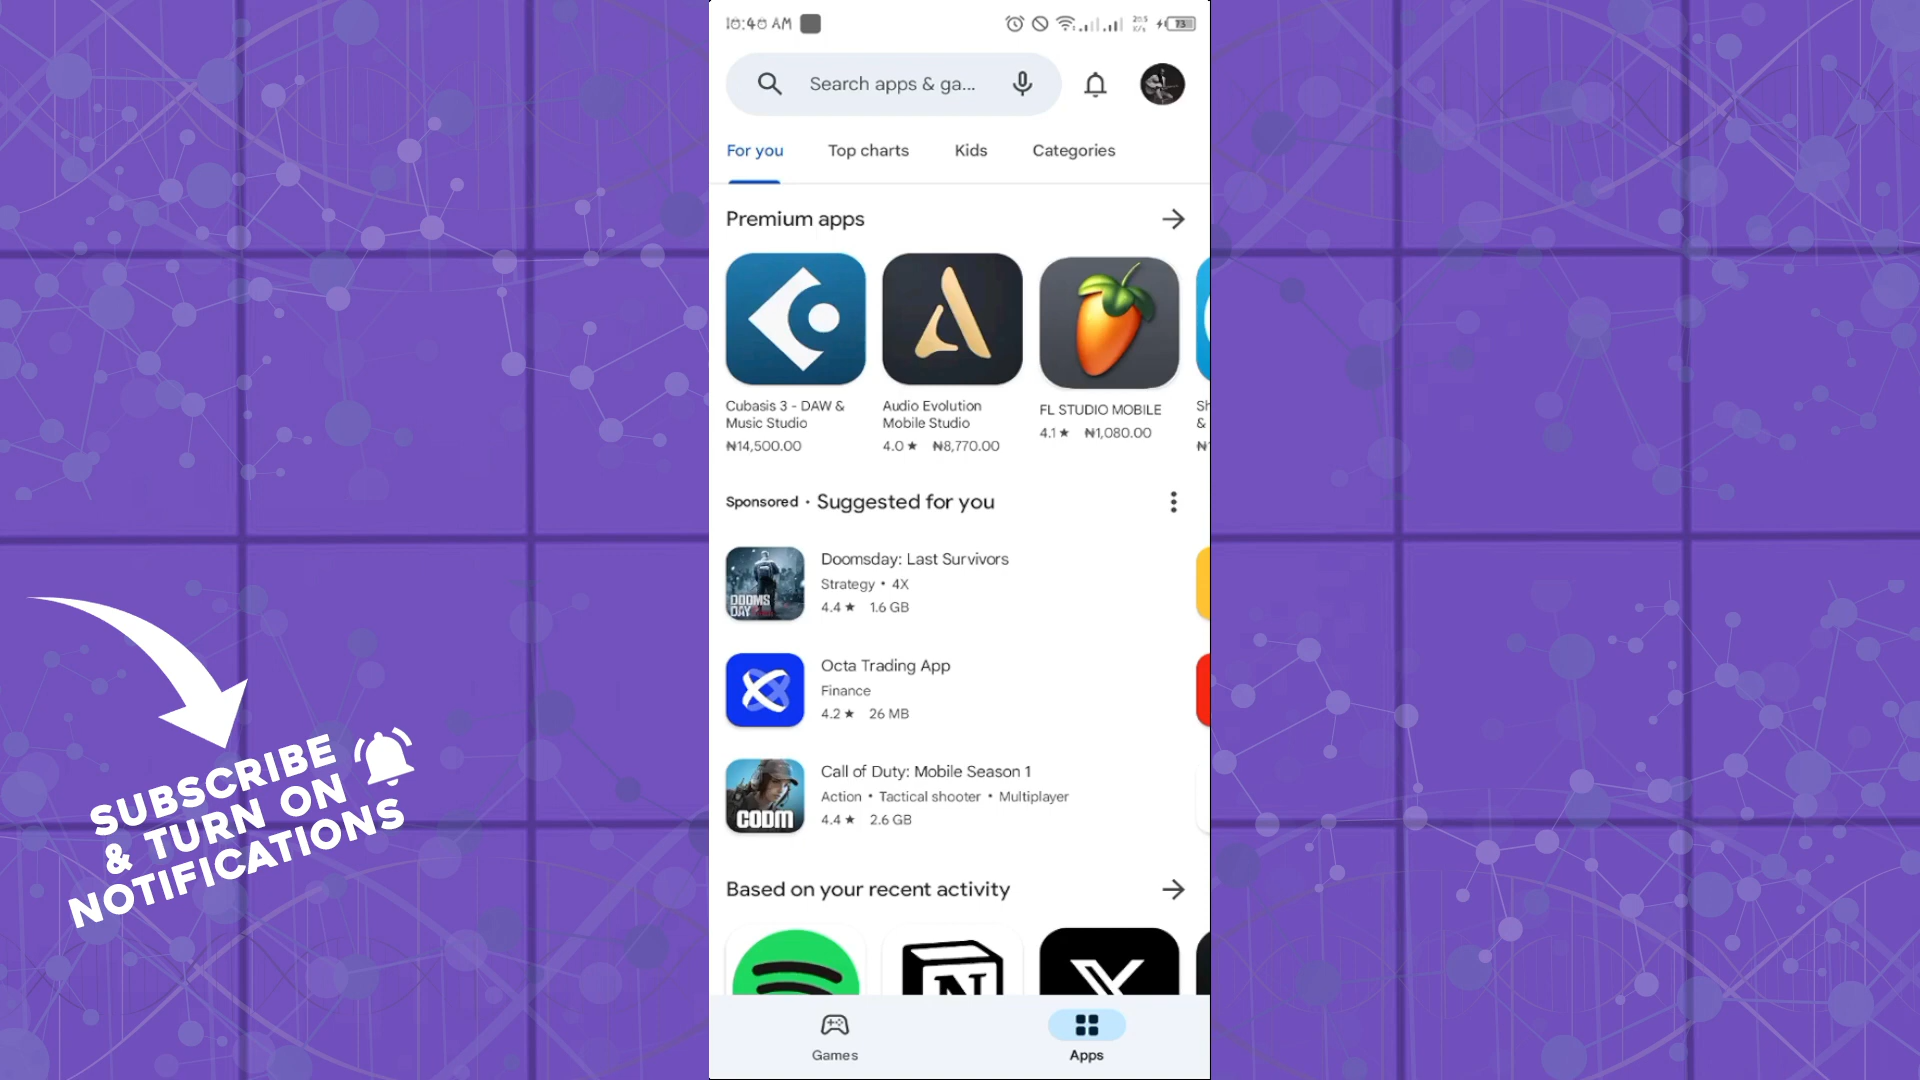 10:40 AM
73
Search apps & ga...
For you
Top charts
Kids
Categories
Premium apps
Cubasis 3 - DAW &
Music Studio
₦14,500.00
Audio Evolution
Mobile Studio
4.0★ ₦8,770.00
FL STUDIO MOBILE
4.1★ ₦1,080.00
Sh
&
₦
Sponsored · Suggested for you
DOOMS
DAY
Doomsday: Last Survivors
Strategy • 4X
4.4★ 1.6 GB
Octa Trading App
Finance
4.2★ 26 MB
CODM
Call of Duty: Mobile Season 1
Action • Tactical shooter • Multiplayer
4.4★ 2.6 GB
Based on your recent activity
N
X
Games
Apps
SUBSCRIBE
& TURN ON
NOTIFICATIONS